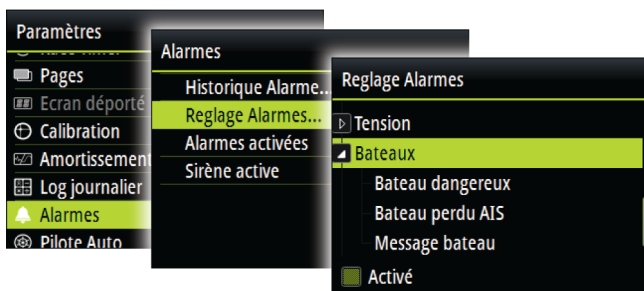 Paramètres
Pages
Ecran déporté
Calibration
Amortissement
Log journalier
Alarmes
Pilote Auto
Alarmes
Historique Alarme...
Reglage Alarmes...
Alarmes activées
Sirène active
Reglage Alarmes
Tension
Bateaux
Bateau dangereux
Bateau perdu AIS
Message bateau
Activé